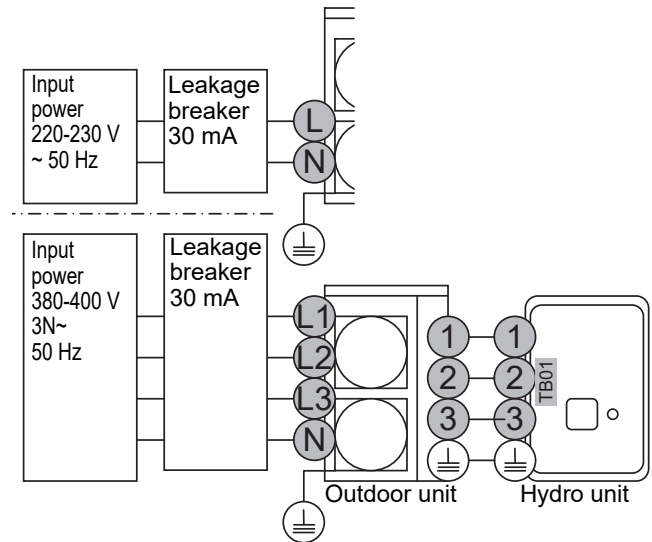 Input
power
220-230 V
~ 50 Hz
Leakage
breaker
30 mA
L
N
Input
power
380-400 V
3N~
50 Hz
Leakage
breaker
30 mA
L1
L2
L3
N
1
2
3
1
2
3
TB01
Outdoor unit
Hydro unit